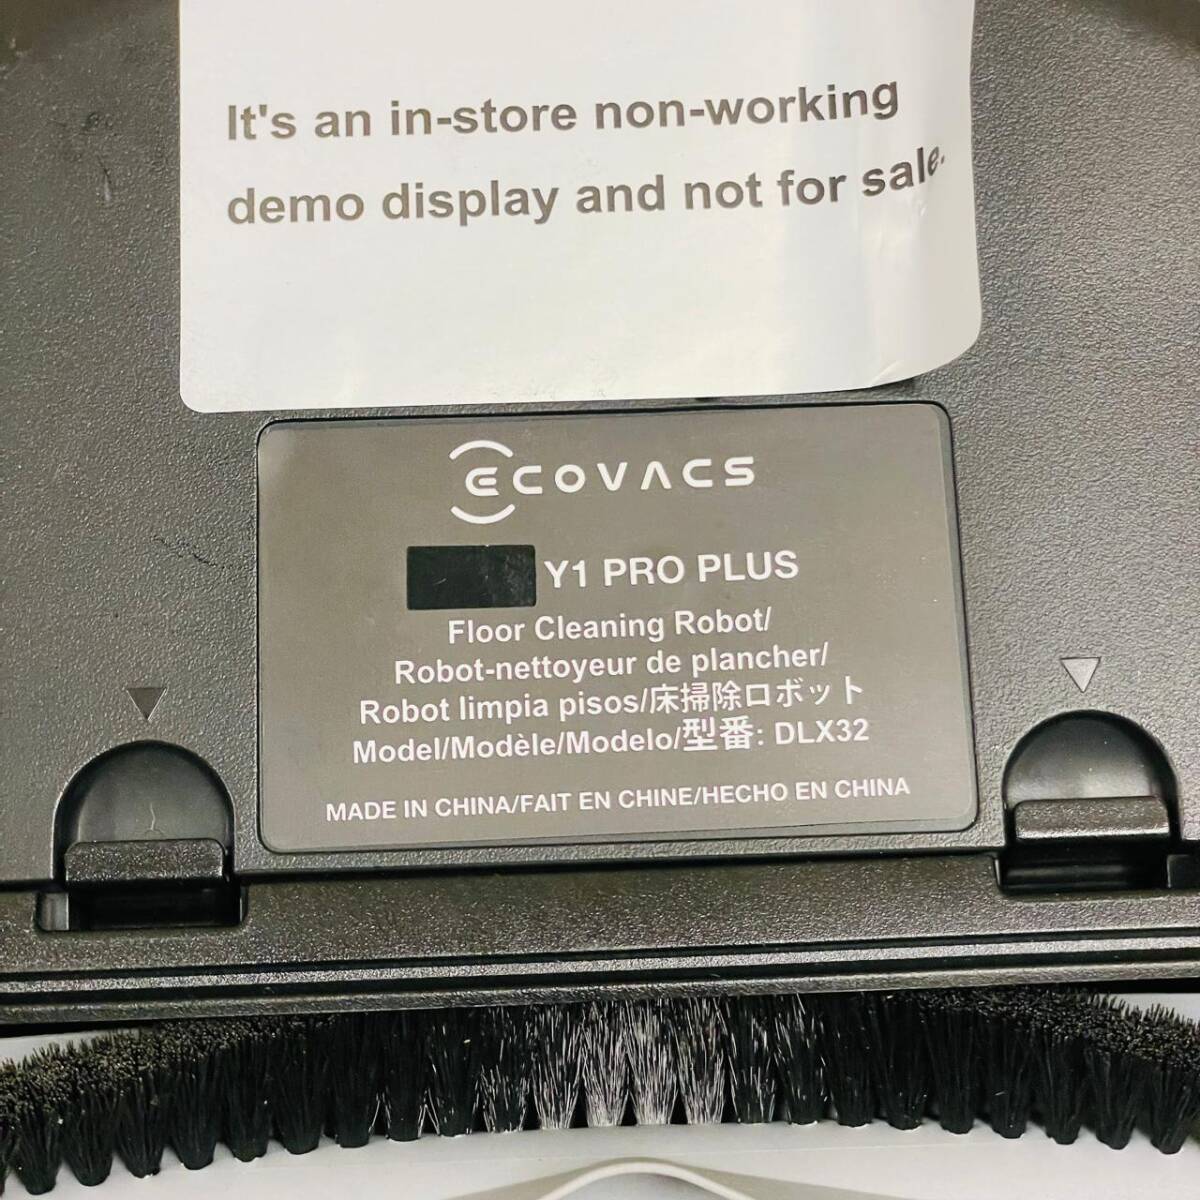 It's an in-store non-working
demo display and not for sale.
ECOVACS
Y1 PRO PLUS
Floor Cleaning Robot/
Robot-nettoyeur de plancher/
Robot limpia pisos/床掃除ロボット
Model/Modèle/Modelo/型番: DLX32
MADE IN CHINA/FAIT EN CHINE/HECHO EN CHINA